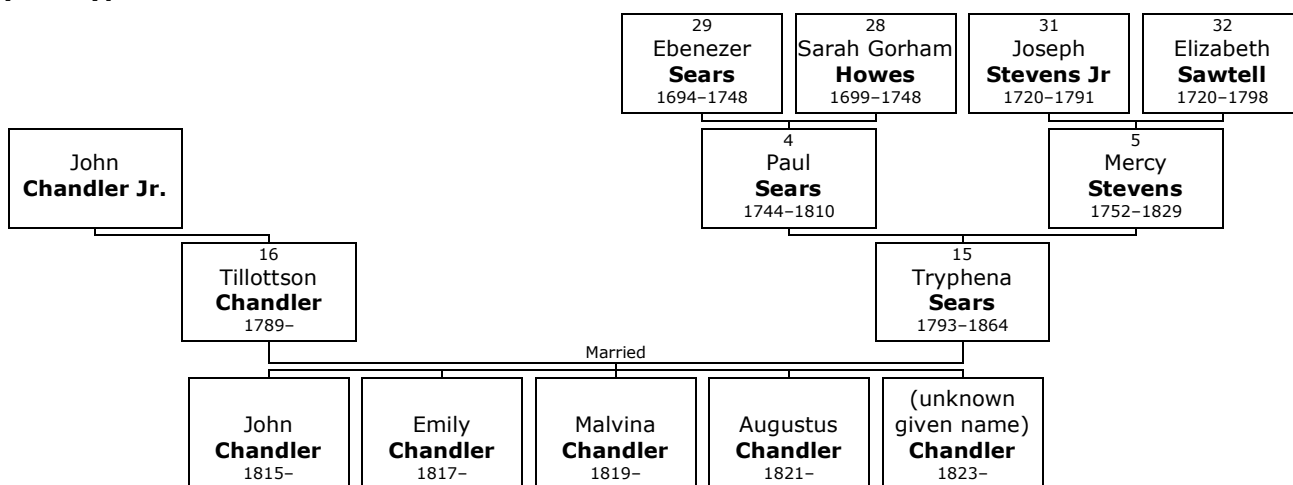 29
Ebenezer
Sears
1694–1748
28
Sarah Gorham
Howes
1699–1748
31
Joseph
Stevens Jr
1720–1791
32
Elizabeth
Sawtell
1720–1798
John
Chandler Jr.
4
Paul
Sears
1744–1810
5
Mercy
Stevens
1752–1829
16
Tillottson
Chandler
1789–
15
Tryphena
Sears
1793–1864
Married
John
Chandler
1815–
Emily
Chandler
1817–
Malvina
Chandler
1819–
Augustus
Chandler
1821–
(unknown
given name)
Chandler
1823–